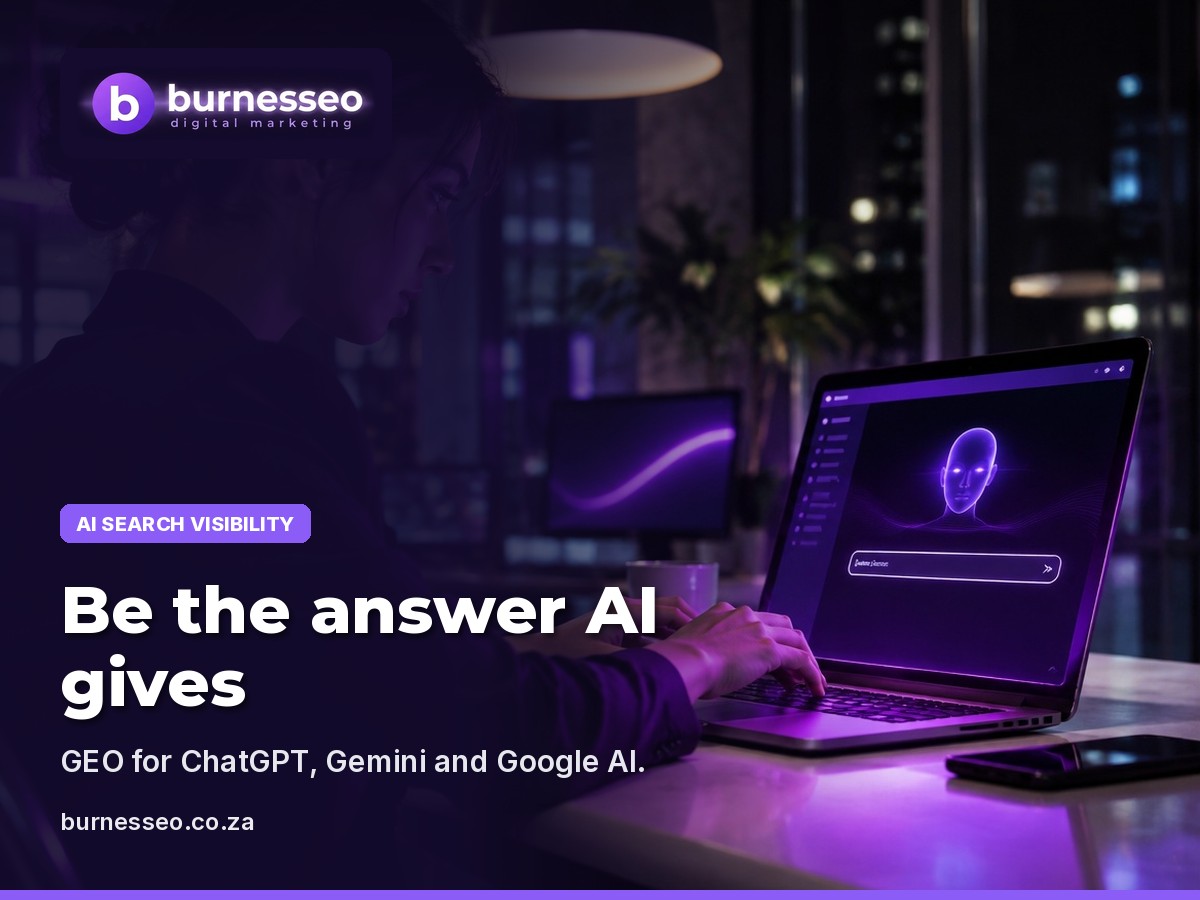 b burnesseo
digital marketing
AI SEARCH VISIBILITY
Be the answer AI
gives
GEO for ChatGPT, Gemini and Google AI.
burnesseo.co.za